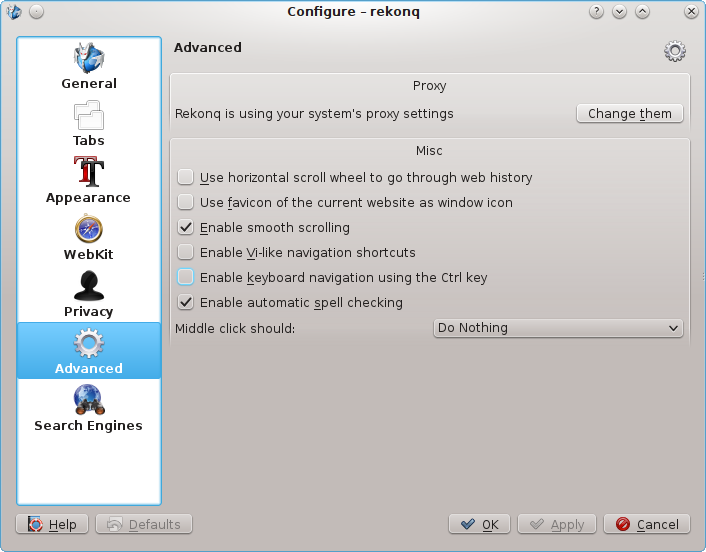 Configure – rekonq
General
Tabs
Appearance
WebKit
Privacy
Advanced
Search Engines
Advanced
Proxy
Rekonq is using your system's proxy settings
Change them
Misc
Use horizontal scroll wheel to go through web history
Use favicon of the current website as window icon
Enable smooth scrolling
Enable Vi-like navigation shortcuts
Enable keyboard navigation using the Ctrl key
Enable automatic spell checking
Middle click should: Do Nothing
Help Defaults OK Apply Cancel